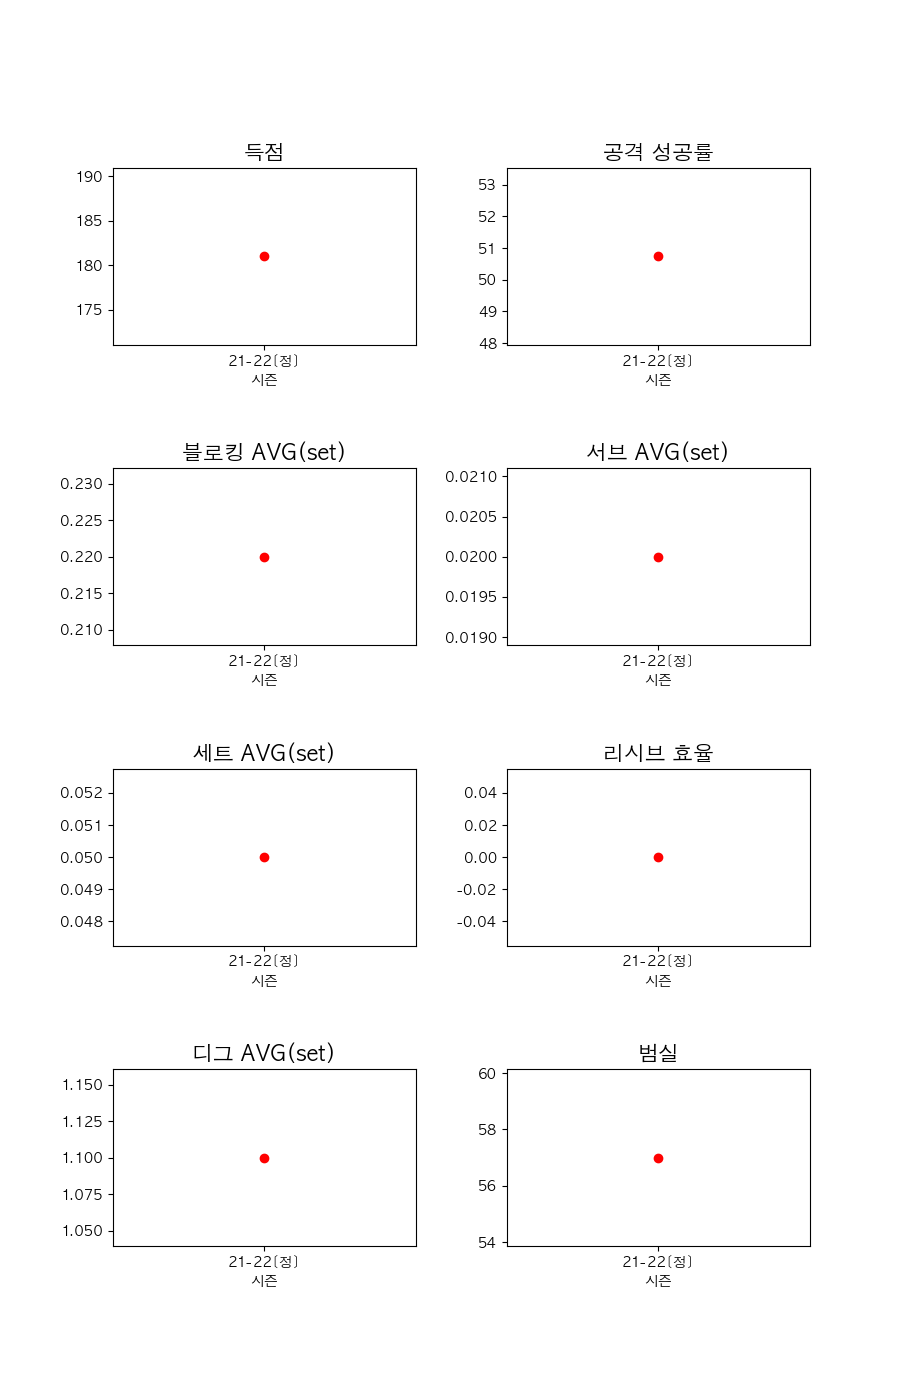 득점
190
185
180
175
21-22〔정〕
시즌
공격 성공률
53
52
51
50
49
48
21-22〔정〕
시즌
블로킹 AVG(set)
0.230
0.225
0.220
0.215
0.210
21-22〔정〕
시즌
서브 AVG(set)
0.0210
0.0205
0.0200
0.0195
0.0190
21-22〔정〕
시즌
세트 AVG(set)
0.052
0.051
0.050
0.049
0.048
21-22〔정〕
시즌
리시브 효율
0.04
0.02
0.00
-0.02
-0.04
21-22〔정〕
시즌
디그 AVG(set)
1.150
1.125
1.100
1.075
1.050
21-22〔정〕
시즌
범실
60
58
56
54
21-22〔정〕
시즌